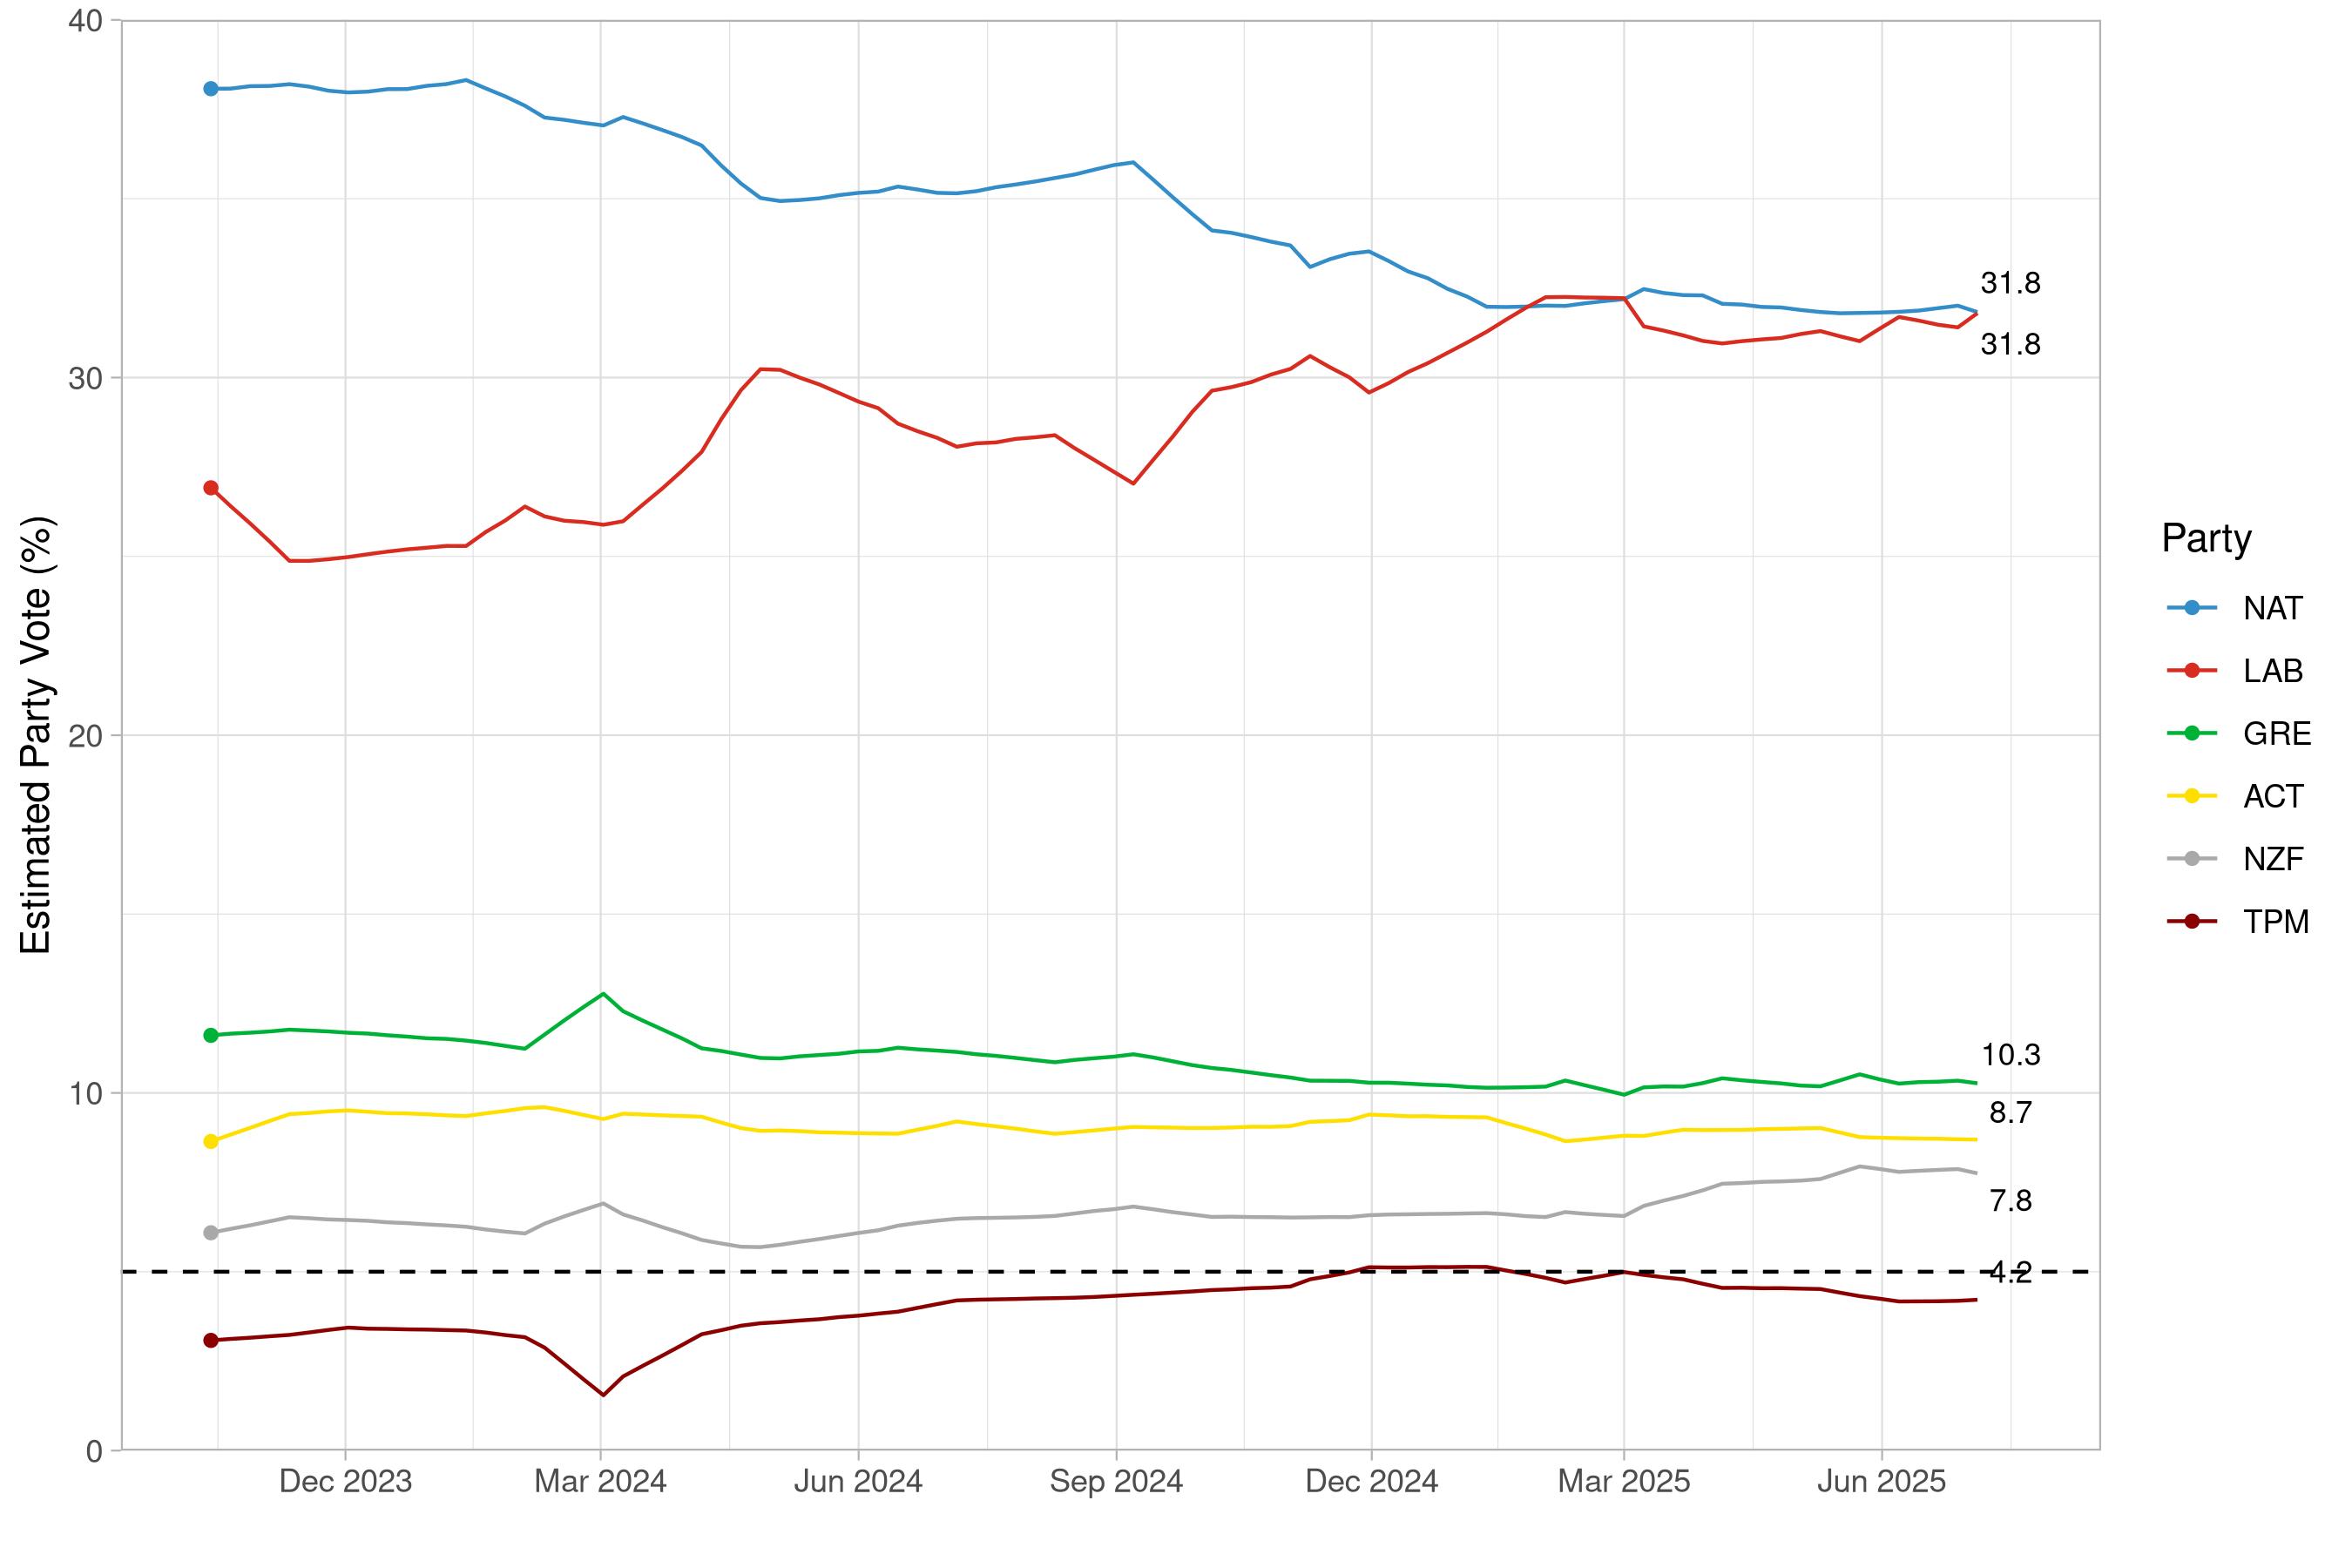 Estimated Party Vote (%)
40
30
20
10
0
Dec 2023
Mar 2024
Jun 2024
Sep 2024
Dec 2024
Mar 2025
Jun 2025
31.8
31.8
10.3
8.7
7.8
4.2
Party
NAT
LAB
GRE
ACT
NZF
TPM